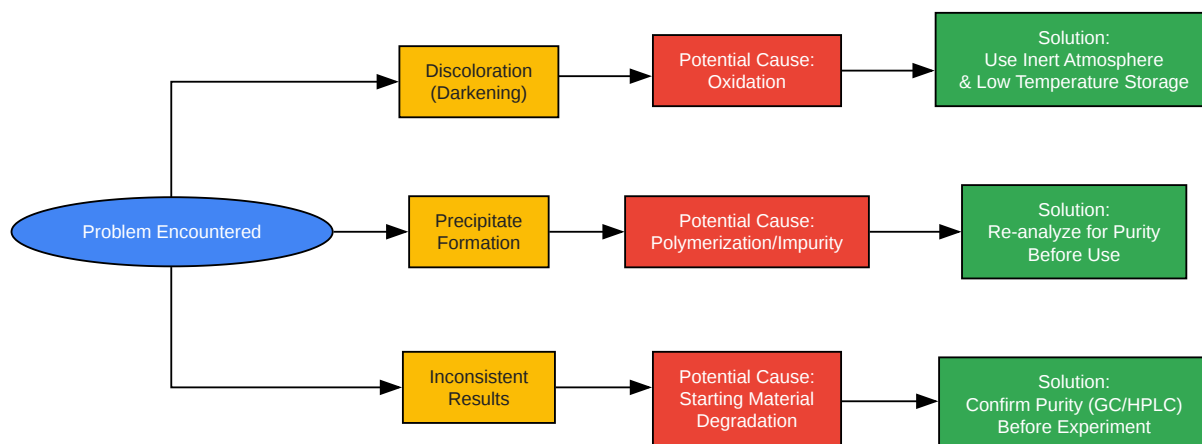 Problem Encountered
Discoloration
(Darkening)
Potential Cause:
Oxidation
Solution:
Use Inert Atmosphere
& Low Temperature Storage
Precipitate
Formation
Potential Cause:
Polymerization/Impurity
Solution:
Re-analyze for Purity
Before Use
Inconsistent
Results
Potential Cause:
Starting Material
Degradation
Solution:
Confirm Purity (GC/HPLC)
Before Experiment